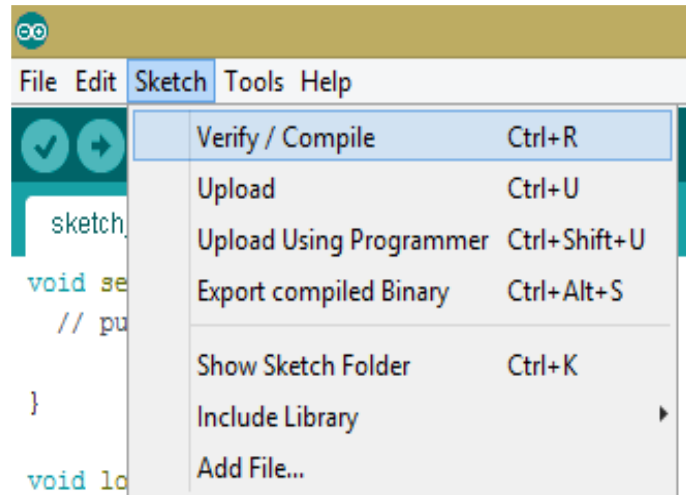 File Edit Sketch Tools Help
Verify / Compile Ctrl+R
Upload Ctrl+U
sketch_
Upload Using Programmer Ctrl+Shift+U
void se
Export compiled Binary Ctrl+Alt+S
// pu
Show Sketch Folder Ctrl+K
}
Include Library
Add File...
void lo